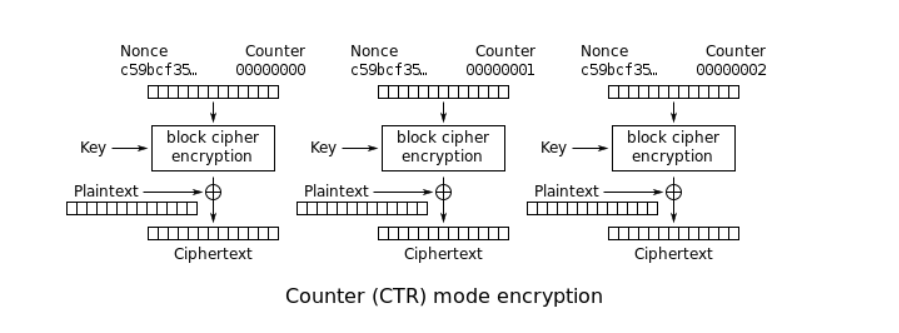 Nonce Counter Nonce Counter Nonce Counter
c59bcf35… 00000000 c59bcf35… 00000001 c59bcf35… 00000002
block cipher block cipher block cipher
Key encryption Key encryption Key encryption
Plaintext Plaintext Plaintext
Ciphertext Ciphertext Ciphertext
Counter (CTR) mode encryption